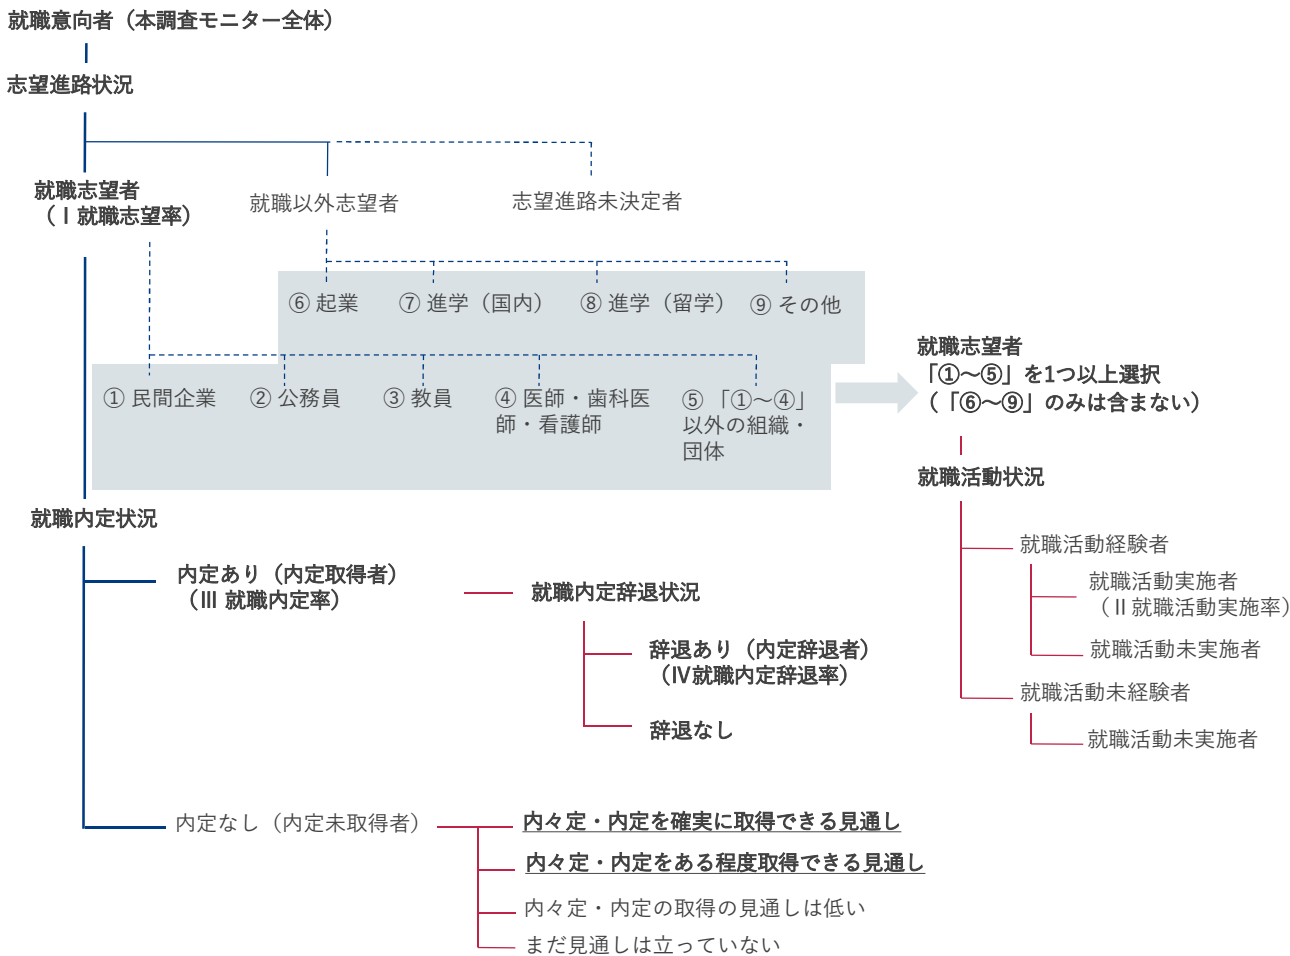 就職意向者（本調査モニター全体）
志望進路状況
就職志望者
（Ⅰ就職志望率）
就職以外志望者
志望進路未決定者
⑥ 起業
⑦ 進学（国内）
⑧ 進学（留学）
⑨ その他
① 民間企業
② 公務員
③ 教員
④ 医師・歯科医
師・看護師
⑤ 「①～④」
以外の組織・
団体
就職志望者
「①～⑤」を1つ以上選択
（「⑥～⑨」のみは含まない）
就職活動状況
就職活動経験者
就職活動実施者
（Ⅱ就職活動実施率）
就職活動未実施者
就職活動未経験者
就職活動未実施者
就職内定状況
内定あり（内定取得者）
（Ⅲ 就職内定率）
就職内定辞退状況
辞退あり（内定辞退者）
（Ⅳ就職内定辞退率）
辞退なし
内定なし（内定未取得者）
内々定・内定を確実に取得できる見通し
内々定・内定をある程度取得できる見通し
内々定・内定の取得の見通しは低い
まだ見通しは立っていない